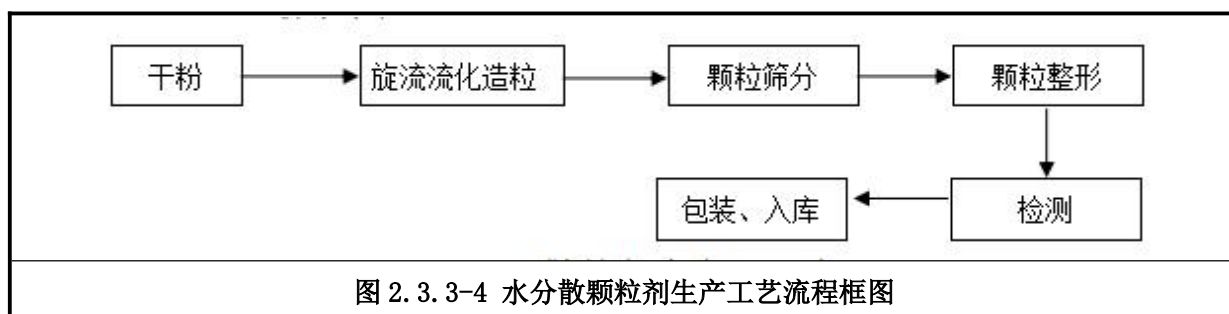 干粉
旋流流化造粒
颗粒筛分
颗粒整形
包装、入库
检测
图 2.3.3-4 水分散颗粒剂生产工艺流程框图